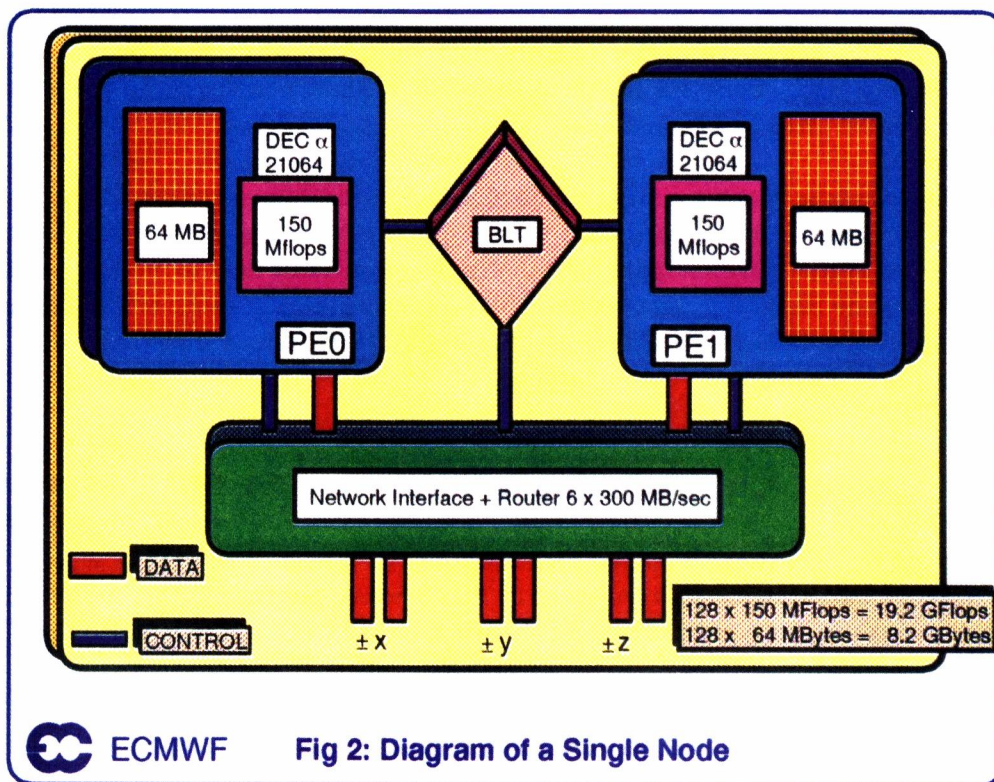 DEC α
21064
64 MB
150
Mflops
PE0
BLT
DEC α
21064
150
Mflops
64 MB
PE1
Network Interface + Router 6 x 300 MB/sec
DATA
CONTROL
± x
± y
± z
128 x 150 MFlops = 19.2 GFlops
128 x 64 MBytes = 8.2 GBytes
ECMWF
Fig 2: Diagram of a Single Node